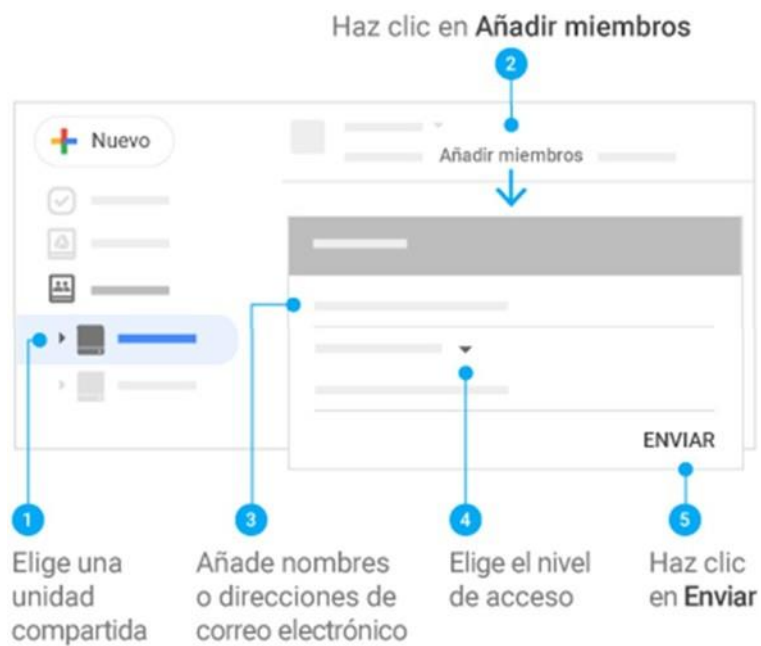 Haz clic en Añadir miembros
2
Nuevo
Añadir miembros
ENVIAR
1
3
4
5
Elige una
unidad
compartida
Añade nombres
o direcciones de
correo electrónico
Elige el nivel
de acceso
Haz clic
en Enviar